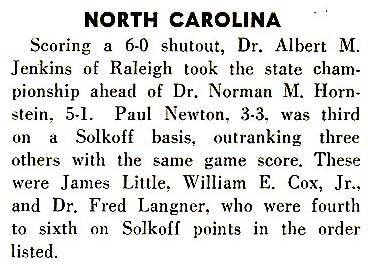 NORTH CAROLINA
Scoring a 6-0 shutout, Dr. Albert M.
Jenkins of Raleigh took the state cham-
pionship ahead of Dr. Norman M. Horn-
stein, 5-1. Paul Newton, 3-3, was third
on a Solkoff basis, outranking three
others with the same game score. These
were James Little, William E. Cox, Jr.,
and Dr. Fred Langner, who were fourth
to sixth on Solkoff points in the order
listed.